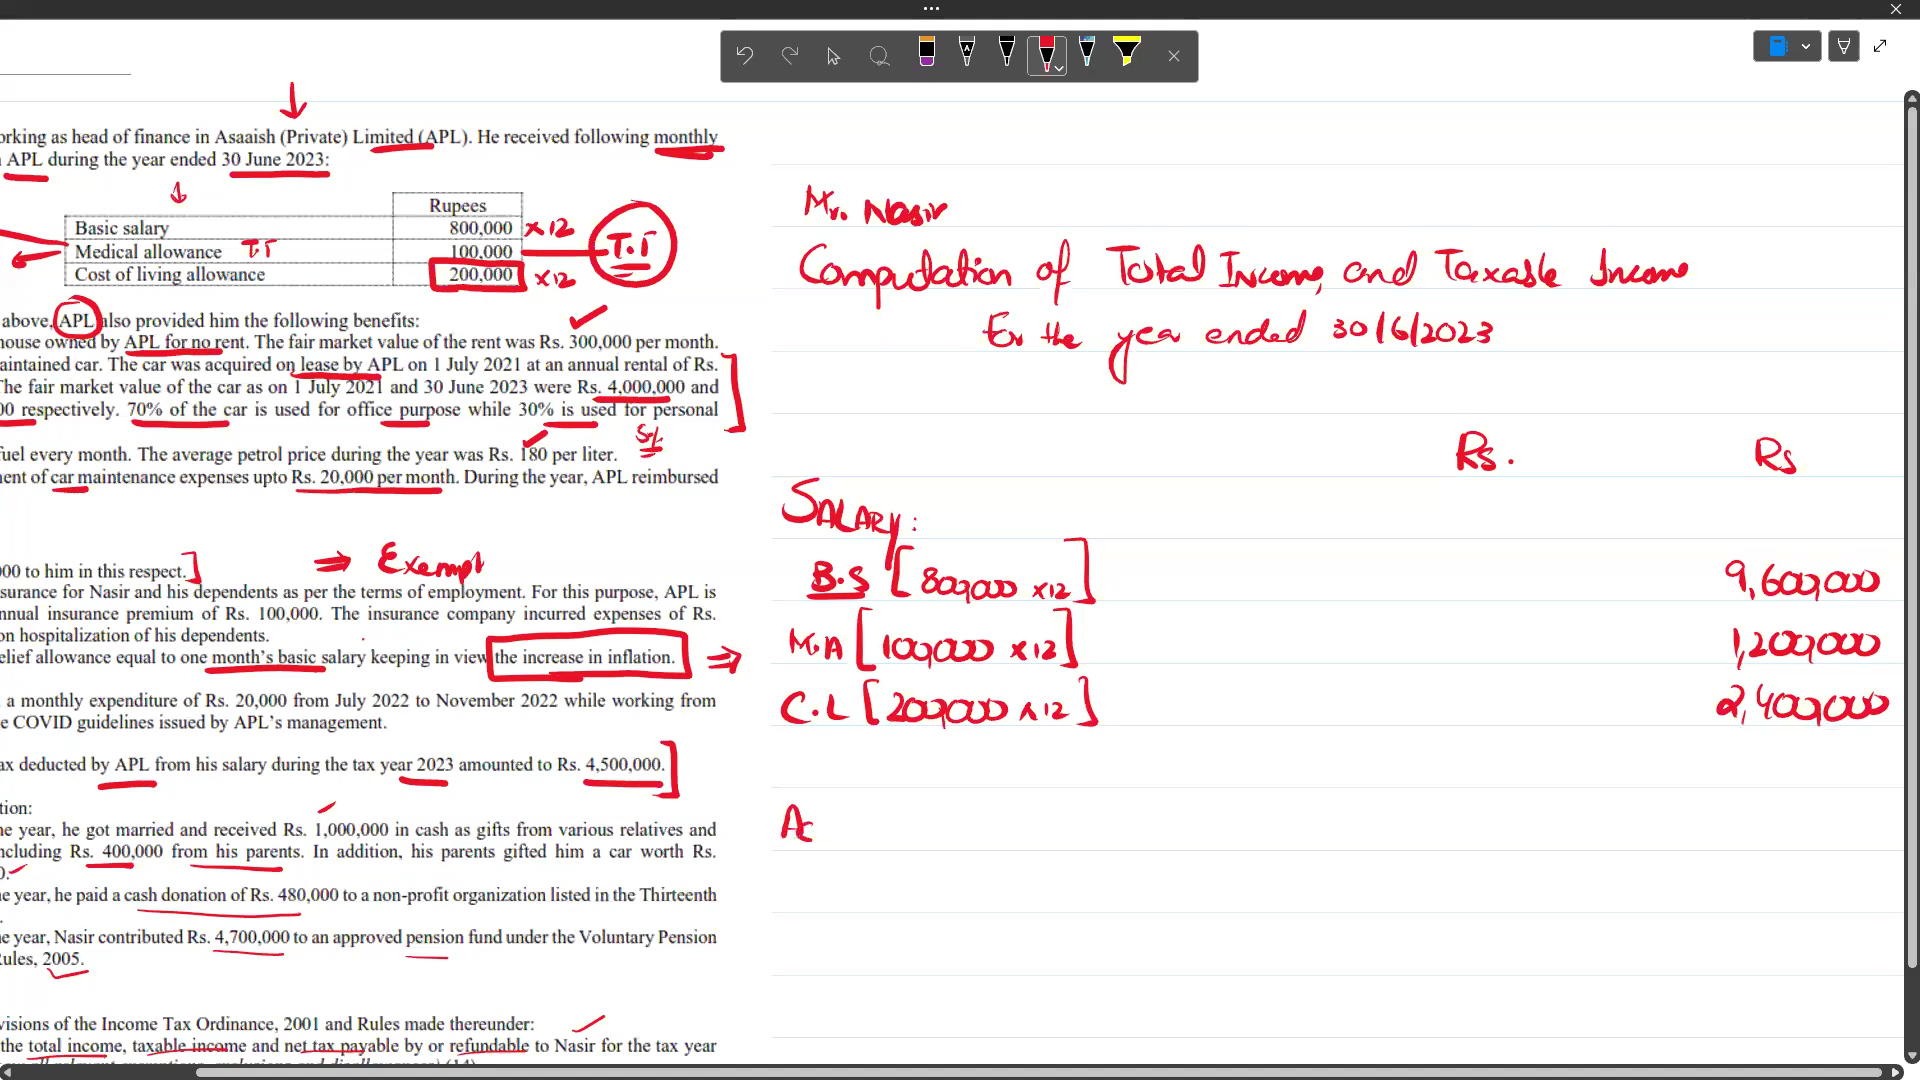 orking as head of finance in Asaaish (Private) Limited (APL). He received following monthly
APL during the year ended 30 June 2023:
Rupees
Basic salary 800,000 x12
Medical allowance T.T 100,000 T.T
Cost of living allowance 200,000 x12
above, APL also provided him the following benefits:
house owned by APL for no rent. The fair market value of the rent was Rs. 300,000 per month.
aintained car. The car was acquired on lease by APL on 1 July 2021 at an annual rental of Rs.
The fair market value of the car as on 1 July 2021 and 30 June 2023 were Rs. 4,000,000 and
00 respectively. 70% of the car is used for office purpose while 30% is used for personal
5%
fuel every month. The average petrol price during the year was Rs. 180 per liter.
ent of car maintenance expenses upto Rs. 20,000 per month. During the year, APL reimbursed
⇒ Exempt
000 to him in this respect.
surance for Nasir and his dependents as per the terms of employment. For this purpose, APL is
nnual insurance premium of Rs. 100,000. The insurance company incurred expenses of Rs.
on hospitalization of his dependents.
elief allowance equal to one month's basic salary keeping in view the increase in inflation. ⇒
a monthly expenditure of Rs. 20,000 from July 2022 to November 2022 while working from
e COVID guidelines issued by APL's management.
ax deducted by APL from his salary during the tax year 2023 amounted to Rs. 4,500,000.
tion:
he year, he got married and received Rs. 1,000,000 in cash as gifts from various relatives and
ncluding Rs. 400,000 from his parents. In addition, his parents gifted him a car worth Rs.
0.
he year, he paid a cash donation of Rs. 480,000 to a non-profit organization listed in the Thirteenth
he year, Nasir contributed Rs. 4,700,000 to an approved pension fund under the Voluntary Pension
Rules, 2005.
visions of the Income Tax Ordinance, 2001 and Rules made thereunder:
the total income, taxable income and net tax payable by or refundable to Nasir for the tax year
Mr. Nasir
Computation of Total Income, and Taxable Income
For the year ended 30/6/2023
Rs. Rs
SALARY:
B.S [800,000 x12] 9,600,000
M.A [100,000 x12] 1,200,000
C.L [200,000 x12] 2,400,000
Ac